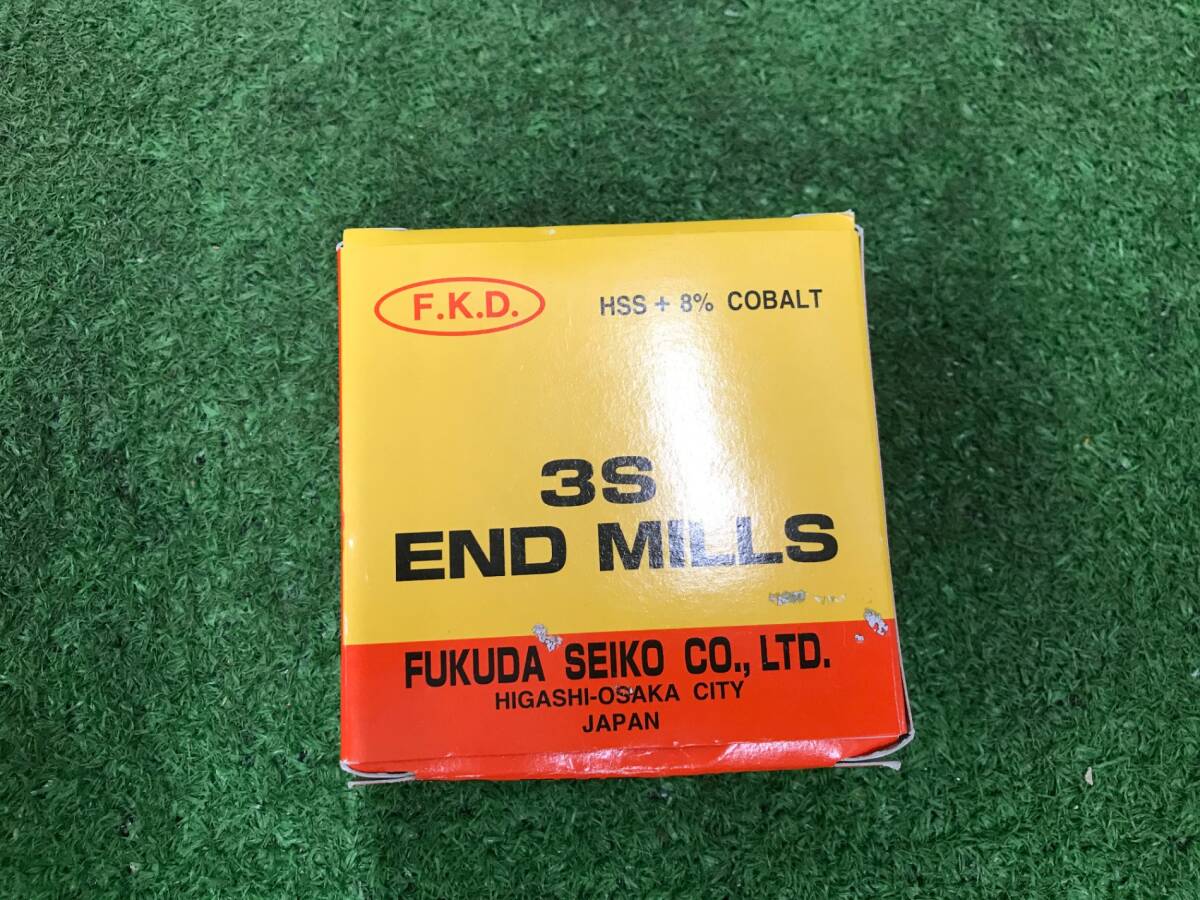 F.K.D.
HSS + 8% COBALT
3S
END MILLS
FUKUDA SEIKO CO., LTD.
HIGASHI-OSAKA CITY
JAPAN